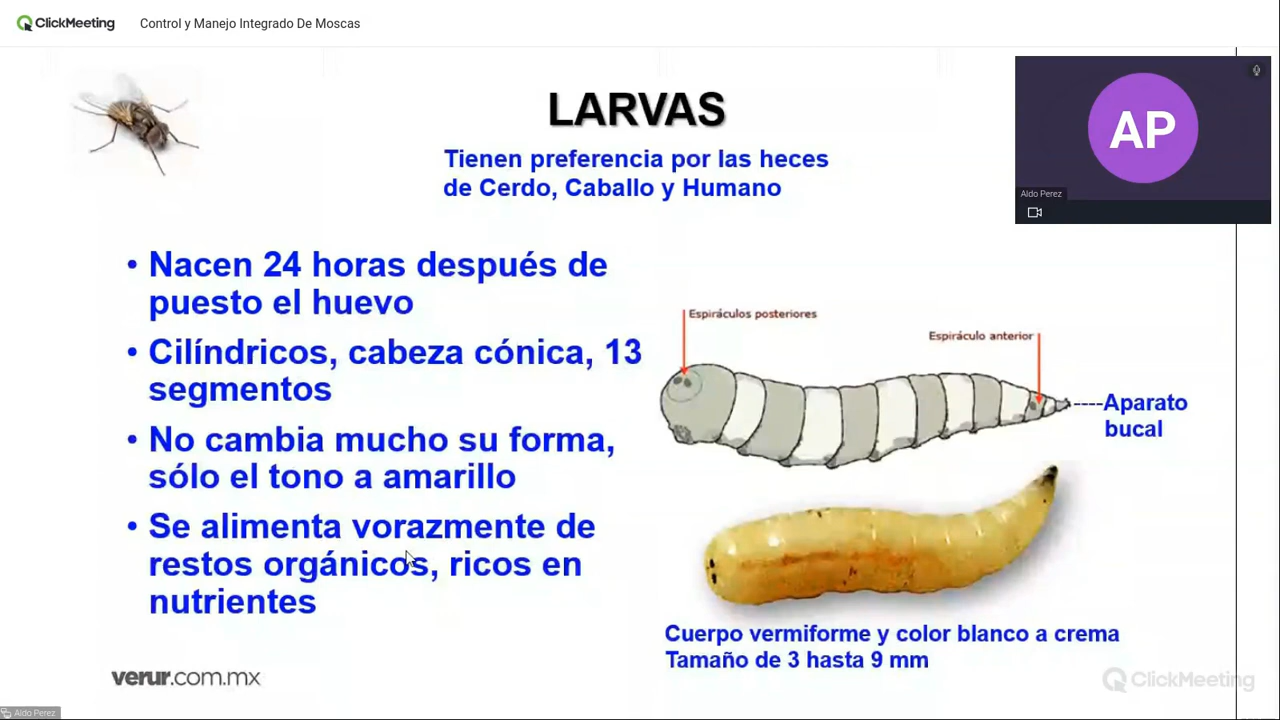 ClickMeeting Control y Manejo Integrado De Moscas
LARVAS
Tienen preferencia por las heces
de Cerdo, Caballo y Humano
AP
Aldo Perez
• Nacen 24 horas después de
puesto el huevo
• Cilíndricos, cabeza cónica, 13
segmentos
• No cambia mucho su forma,
sólo el tono a amarillo
• Se alimenta vorazmente de
restos orgánicos, ricos en
nutrientes
Espiráculos posteriores
Espiráculo anterior
----Aparato
bucal
Cuerpo vermiforme y color blanco a crema
Tamaño de 3 hasta 9 mm
verur.com.mx
ClickMeeting
Aldo Perez